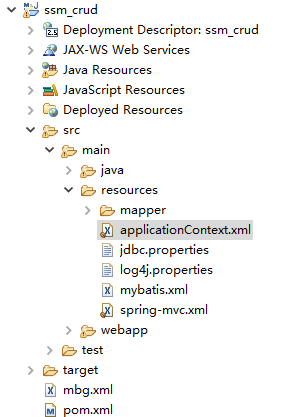 ssm_crud
Deployment Descriptor: ssm_crud
JAX-WS Web Services
Java Resources
JavaScript Resources
Deployed Resources
src
main
java
resources
mapper
applicationContext.xml
jdbc.properties
log4j.properties
mybatis.xml
spring-mvc.xml
webapp
test
target
mbg.xml
pom.xml